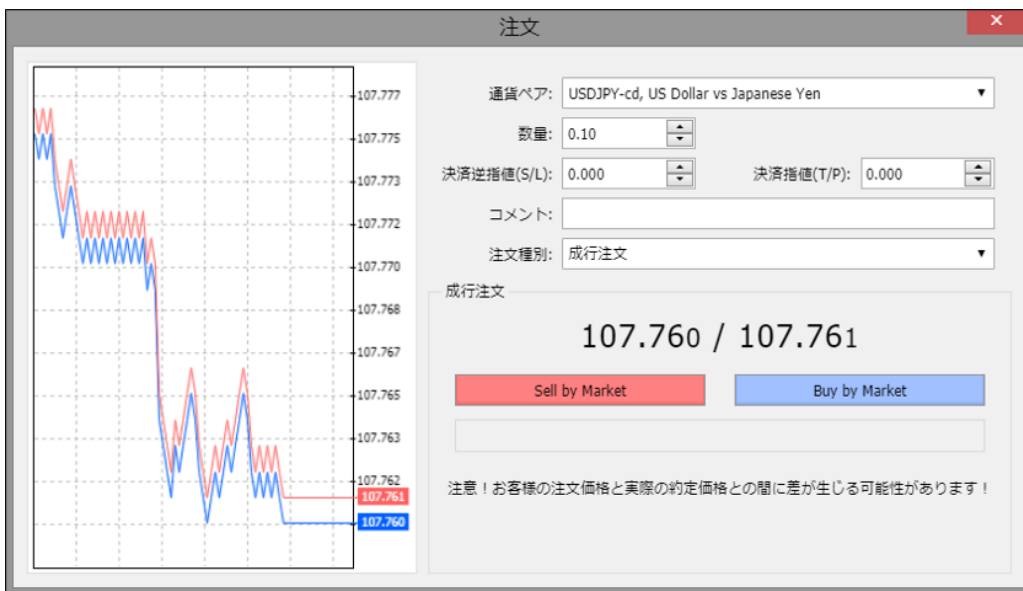 注文
107.777
107.775
107.773
107.772
107.770
107.768
107.767
107.765
107.763
107.762
107.761
107.760
通貨ペア: USDJPY-cd, US Dollar vs Japanese Yen
数量: 0.10
決済逆指値(S/L): 0.000 決済指値(T/P): 0.000
コメント:
注文種別: 成行注文
成行注文
107.760 / 107.761
Sell by Market Buy by Market
注意！お客様の注文価格と実際の約定価格との間に差が生じる可能性があります！